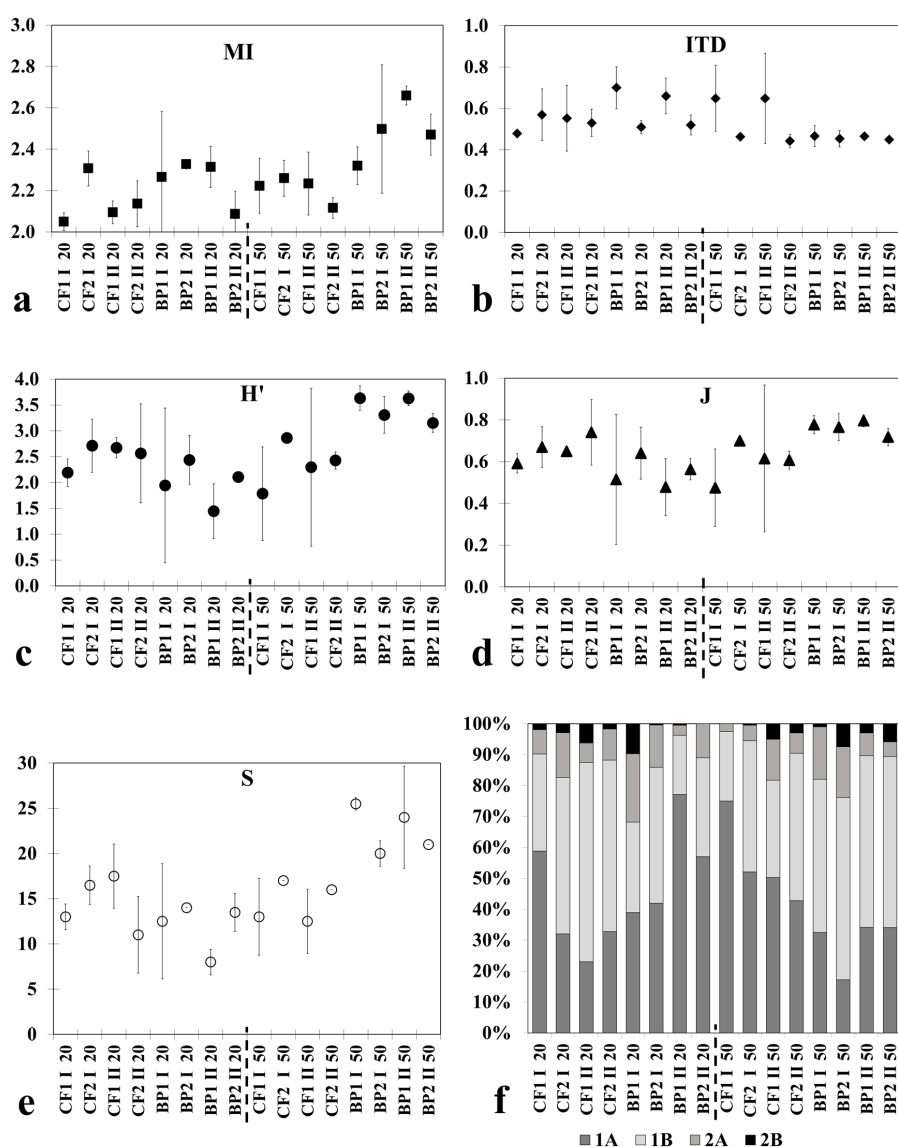 MI
3.0
2.8
2.6
2.4
2.2
2.0
CF1 I 20
CF2 I 20
CF1 II 20
CF2 II 20
BP1 I 20
BP2 I 20
BP1 II 20
BP2 II 20
CF1 I 50
CF2 I 50
CF1 II 50
CF2 II 50
BP1 I 50
BP2 I 50
BP1 II 50
BP2 II 50
a
ITD
1.0
0.8
0.6
0.4
0.2
0.0
CF1 I 20
CF2 I 20
CF1 II 20
CF2 II 20
BP1 I 20
BP2 I 20
BP1 II 20
BP2 II 20
CF1 I 50
CF2 I 50
CF1 II 50
CF2 II 50
BP1 I 50
BP2 I 50
BP1 II 50
BP2 II 50
b
H'
4.0
3.5
3.0
2.5
2.0
1.5
1.0
0.5
0.0
CF1 I 20
CF2 I 20
CF1 II 20
CF2 II 20
BP1 I 20
BP2 I 20
BP1 II 20
BP2 II 20
CF1 I 50
CF2 I 50
CF1 II 50
CF2 II 50
BP1 I 50
BP2 I 50
BP1 II 50
BP2 II 50
c
J
1.0
0.8
0.6
0.4
0.2
0.0
CF1 I 20
CF2 I 20
CF1 II 20
CF2 II 20
BP1 I 20
BP2 I 20
BP1 II 20
BP2 II 20
CF1 I 50
CF2 I 50
CF1 II 50
CF2 II 50
BP1 I 50
BP2 I 50
BP1 II 50
BP2 II 50
d
S
30
25
20
15
10
5
0
CF1 I 20
CF2 I 20
CF1 II 20
CF2 II 20
BP1 I 20
BP2 I 20
BP1 II 20
BP2 II 20
CF1 I 50
CF2 I 50
CF1 II 50
CF2 II 50
BP1 I 50
BP2 I 50
BP1 II 50
BP2 II 50
e
100%
90%
80%
70%
60%
50%
40%
30%
20%
10%
0%
CF1 I 20
CF2 I 20
CF1 II 20
CF2 II 20
BP1 I 20
BP2 I 20
BP1 II 20
BP2 II 20
CF1 I 50
CF2 I 50
CF1 II 50
CF2 II 50
BP1 I 50
BP2 I 50
BP1 II 50
BP2 II 50
f
1A 1B 2A 2B